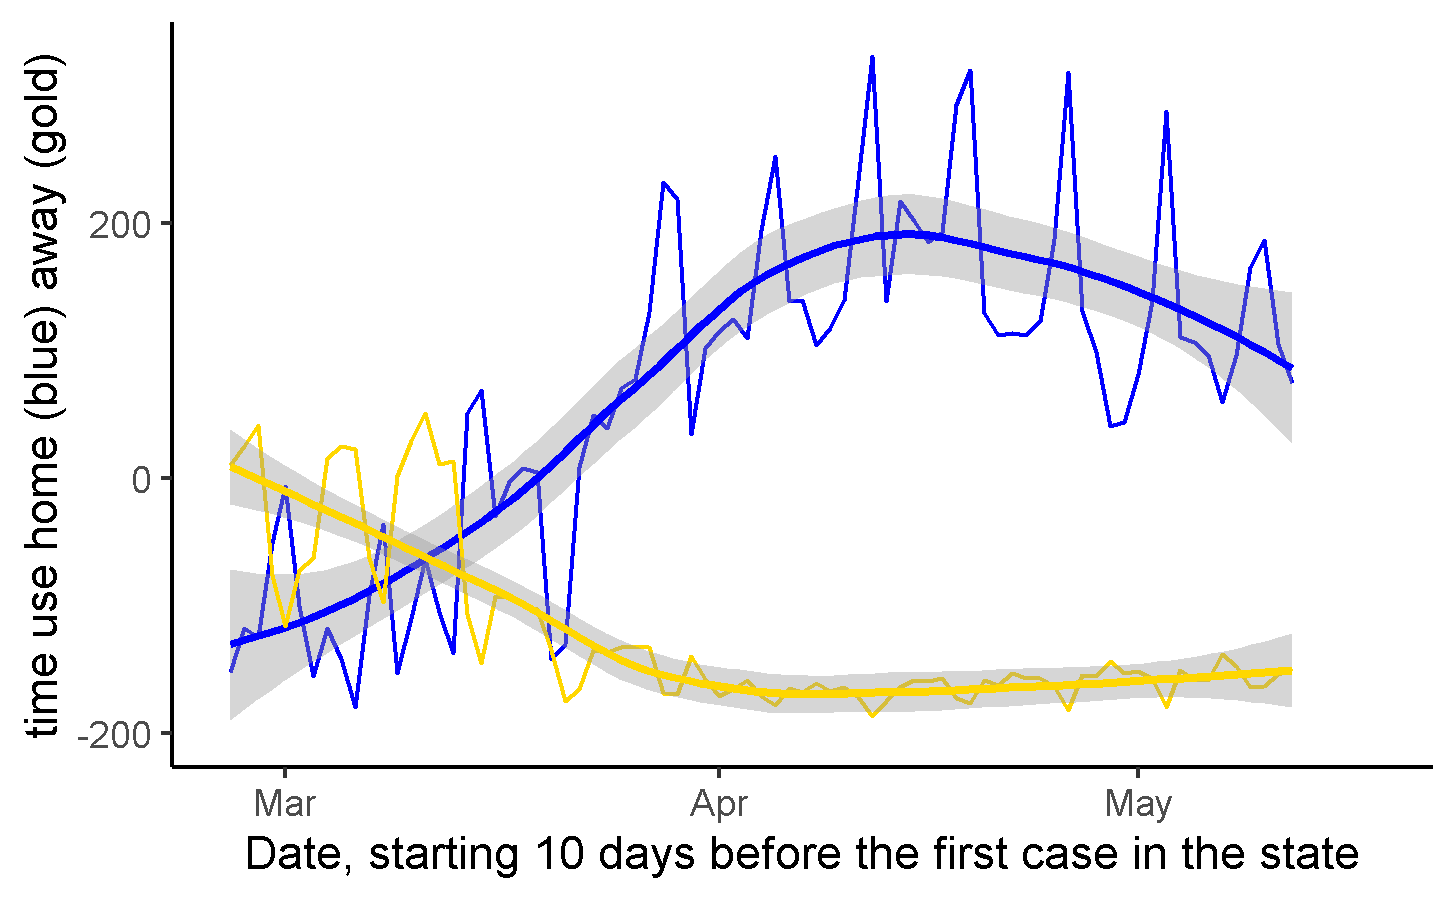 time use home (blue) away (gold)
200
0
-200
Mar
Apr
May
Date, starting 10 days before the first case in the state